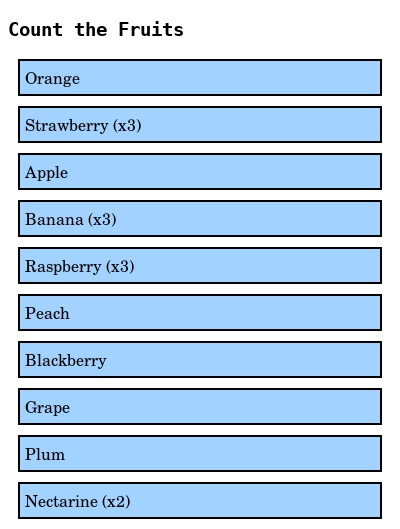 Count the Fruits
Orange
Strawberry (x3)
Apple
Banana (x3)
Raspberry (x3)
Peach
Blackberry
Grape
Plum
Nectarine (x2)